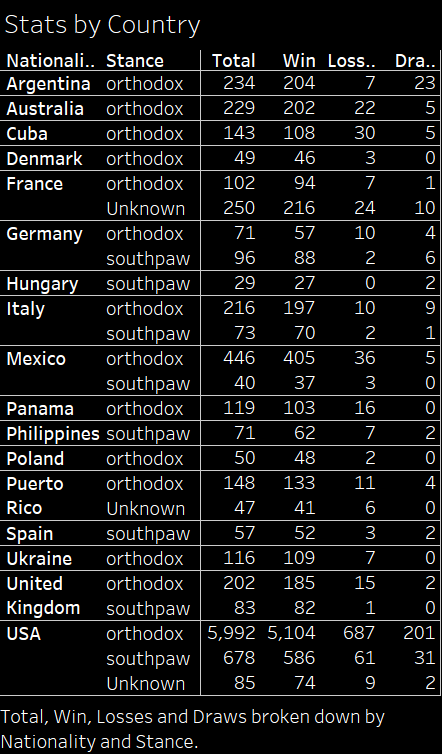 Stats by Country
Nationali.. Stance Total Win Loss.. Dra..
Argentina orthodox 234 204 7 23
Australia orthodox 229 202 22 5
Cuba orthodox 143 108 30 5
Denmark orthodox 49 46 3 0
France orthodox 102 94 7 1
Unknown 250 216 24 10
Germany orthodox 71 57 10 4
southpaw 96 88 2 6
Hungary southpaw 29 27 0 2
Italy orthodox 216 197 10 9
southpaw 73 70 2 1
Mexico orthodox 446 405 36 5
southpaw 40 37 3 0
Panama orthodox 119 103 16 0
Philippines southpaw 71 62 7 2
Poland orthodox 50 48 2 0
Puerto orthodox 148 133 11 4
Rico Unknown 47 41 6 0
Spain southpaw 57 52 3 2
Ukraine orthodox 116 109 7 0
United orthodox 202 185 15 2
Kingdom southpaw 83 82 1 0
USA orthodox 5,992 5,104 687 201
southpaw 678 586 61 31
Unknown 85 74 9 2
Total, Win, Losses and Draws broken down by
Nationality and Stance.